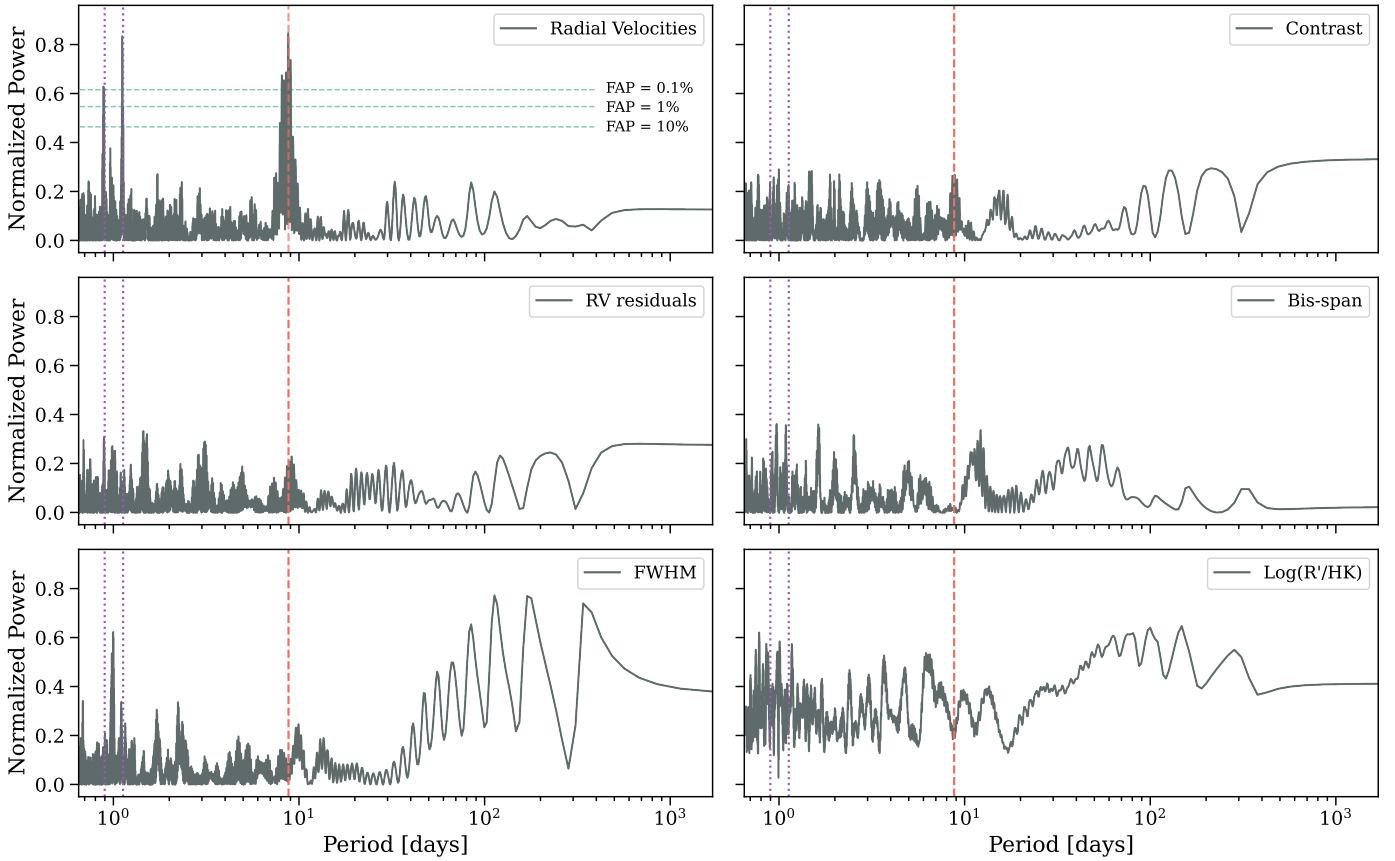 Normalized Power
0.8
0.6
0.4
0.2
0.0
Radial Velocities
FAP = 0.1%
FAP = 1%
FAP = 10%
Contrast
Normalized Power
0.8
0.6
0.4
0.2
0.0
RV residuals
Bis-span
Normalized Power
0.8
0.6
0.4
0.2
0.0
FWHM
Log(R'/HK)
10⁰ 10¹ 10² 10³
Period [days]
10⁰ 10¹ 10² 10³
Period [days]